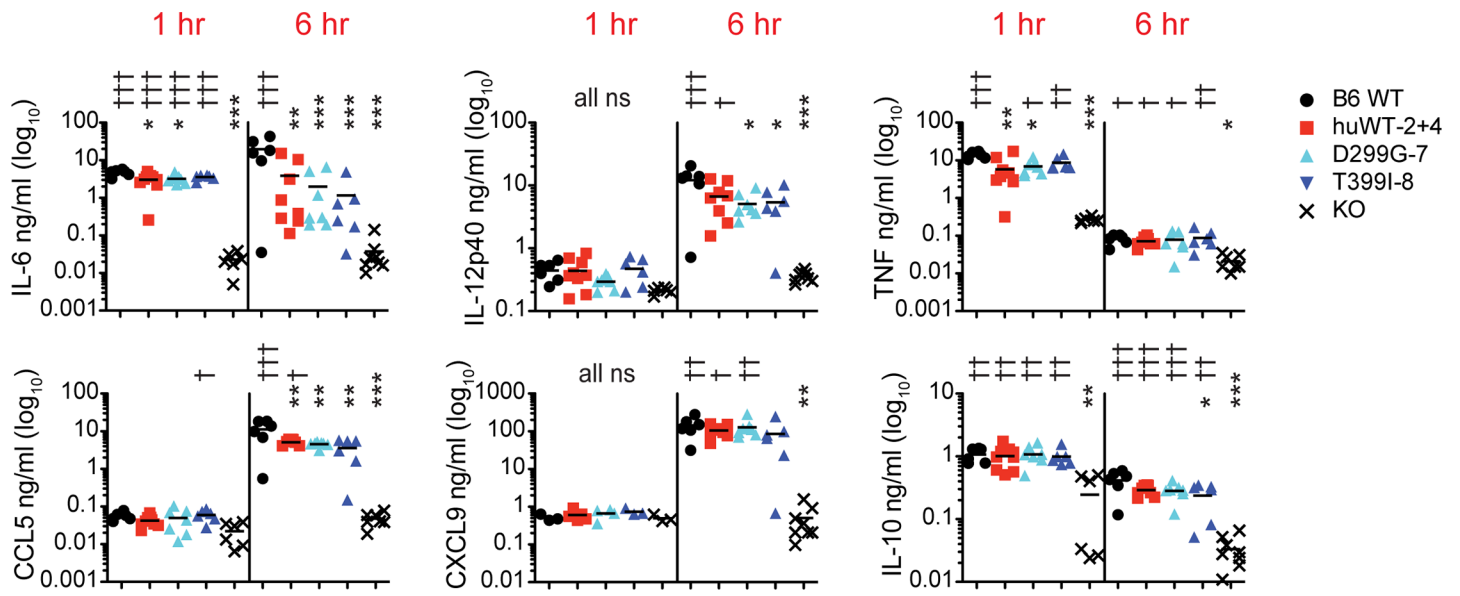 1 hr
6 hr
††† †††* †††* ††† ***
††† ** *** *** ***
IL-6 ng/ml (log10)
100
10
1
0.1
0.01
0.001
1 hr
6 hr
all ns
††† † * * ***
IL-12p40 ng/ml (log10)
100
10
1
0.1
1 hr
6 hr
††† ** †* †† ***
† † † †† *
TNF ng/ml (log10)
100
10
1
0.1
0.01
0.001
B6 WT
huWT-2+4
D299G-7
T399I-8
KO
†
††† †** ** ** ***
CCL5 ng/ml (log10)
100
10
1
0.1
0.01
0.001
all ns
†† † †† **
CXCL9 ng/ml (log10)
1000
100
10
1
0.1
0.01
†† †† †† †† **
††† ††† ††† ††* ***
IL-10 ng/ml (log10)
10
1
0.1
0.01